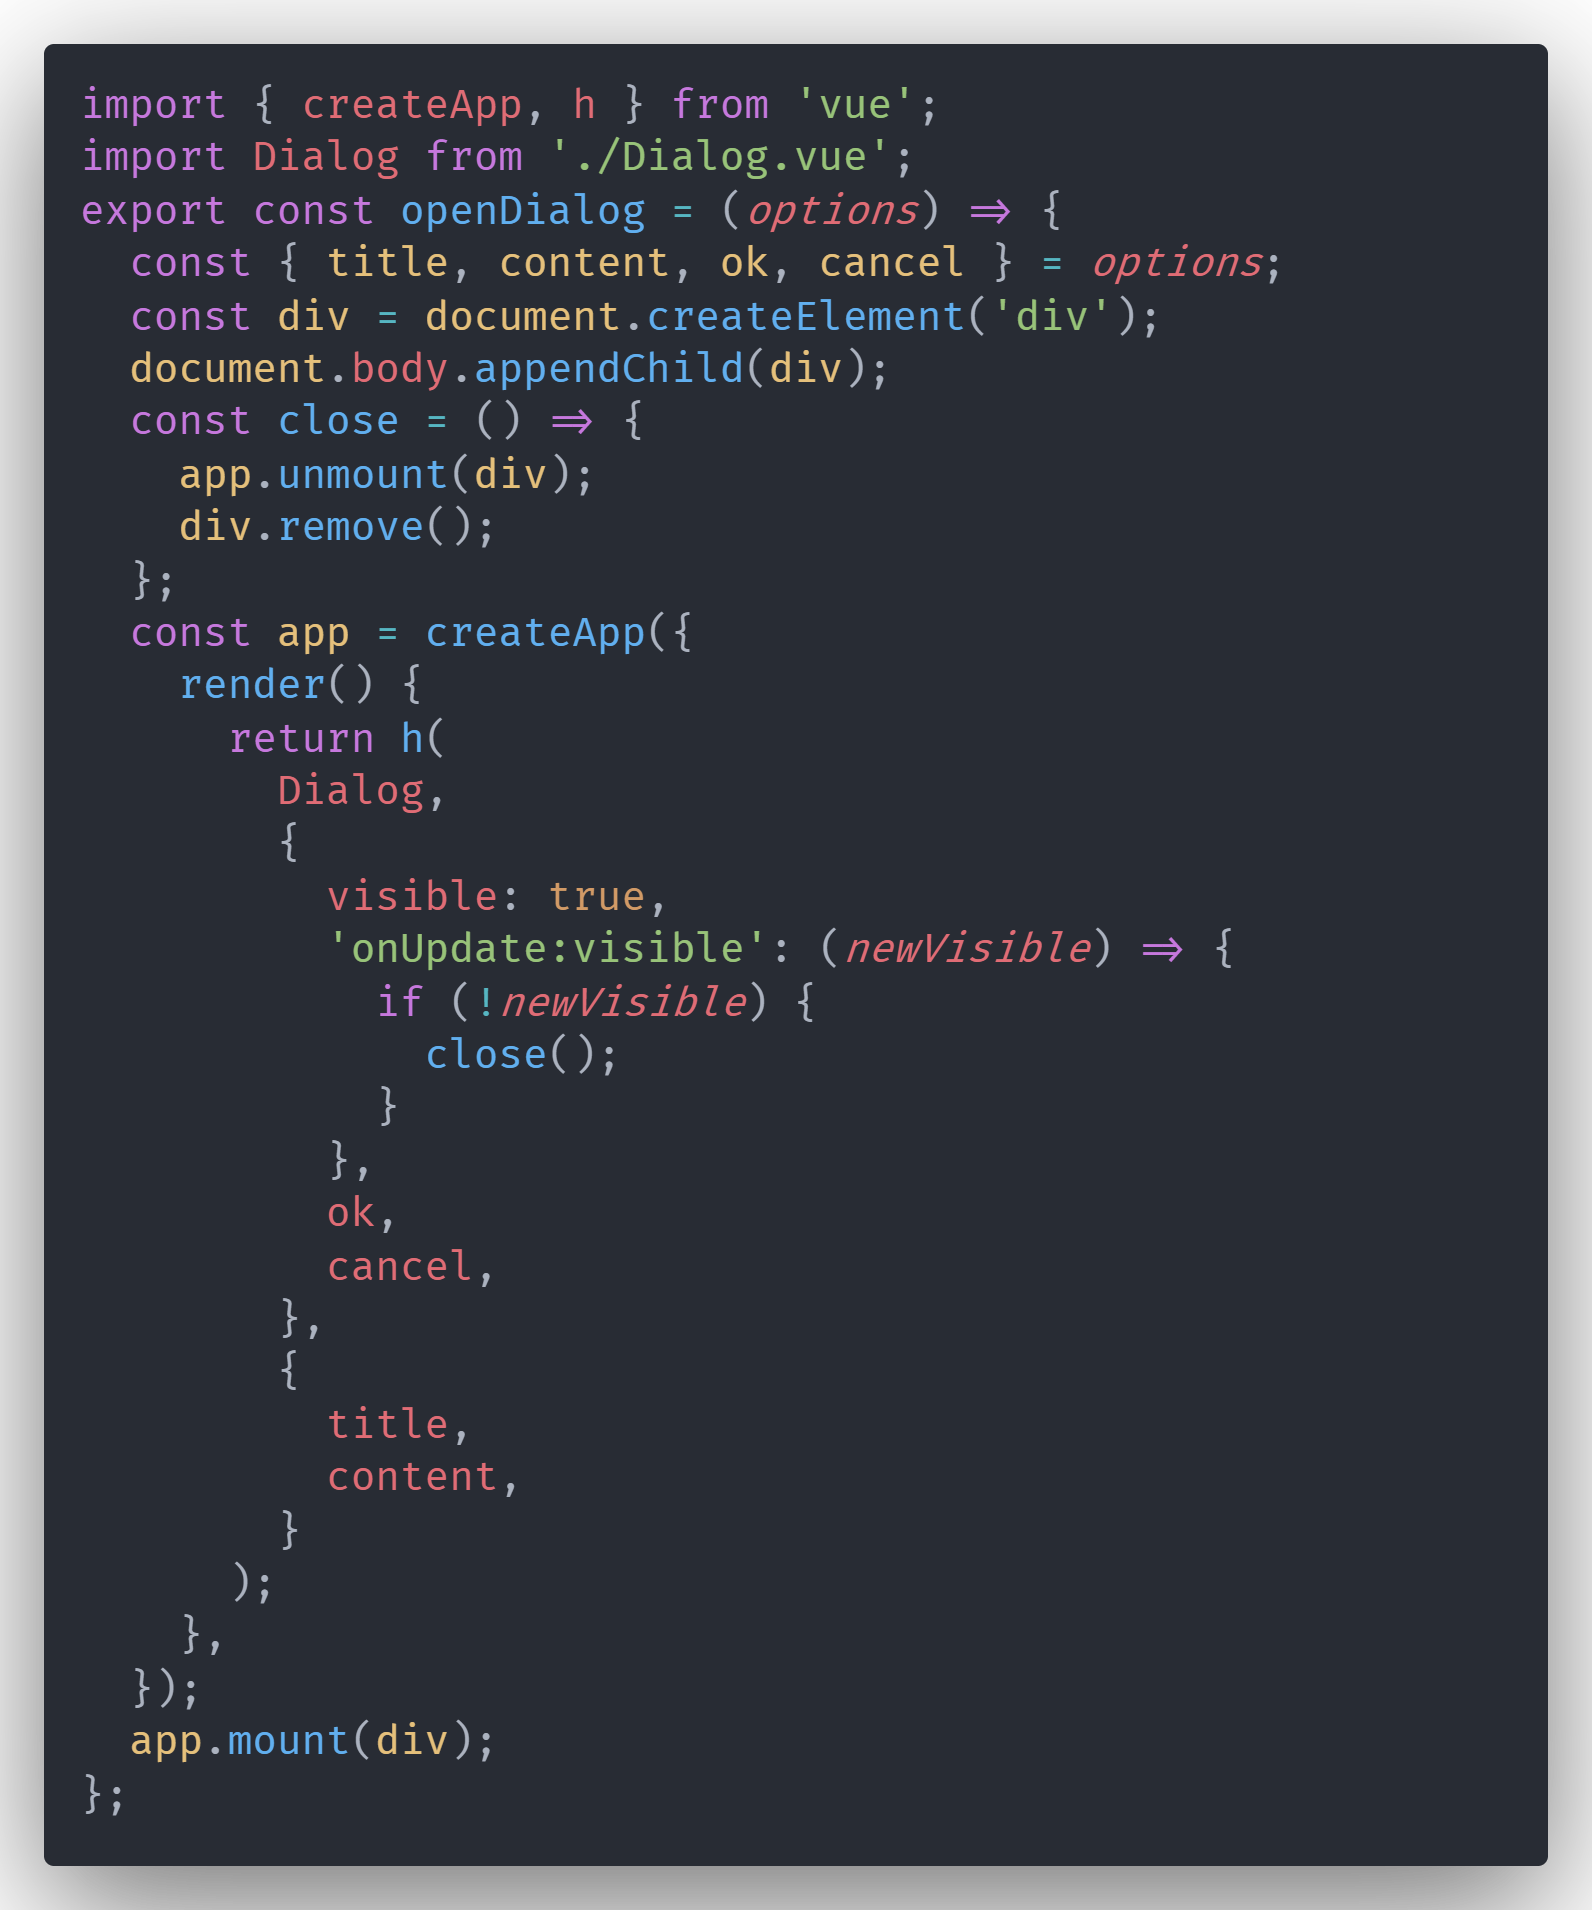 import { createApp, h } from 'vue';
import Dialog from './Dialog.vue';
export const openDialog = (options) => {
  const { title, content, ok, cancel } = options;
  const div = document.createElement('div');
  document.body.appendChild(div);
  const close = () => {
    app.unmount(div);
    div.remove();
  };
  const app = createApp({
    render() {
      return h(
        Dialog,
        {
          visible: true,
          'onUpdate:visible': (newVisible) => {
            if (!newVisible) {
              close();
            }
          },
          ok,
          cancel,
        },
        {
          title,
          content,
        }
      );
    },
  });
  app.mount(div);
};